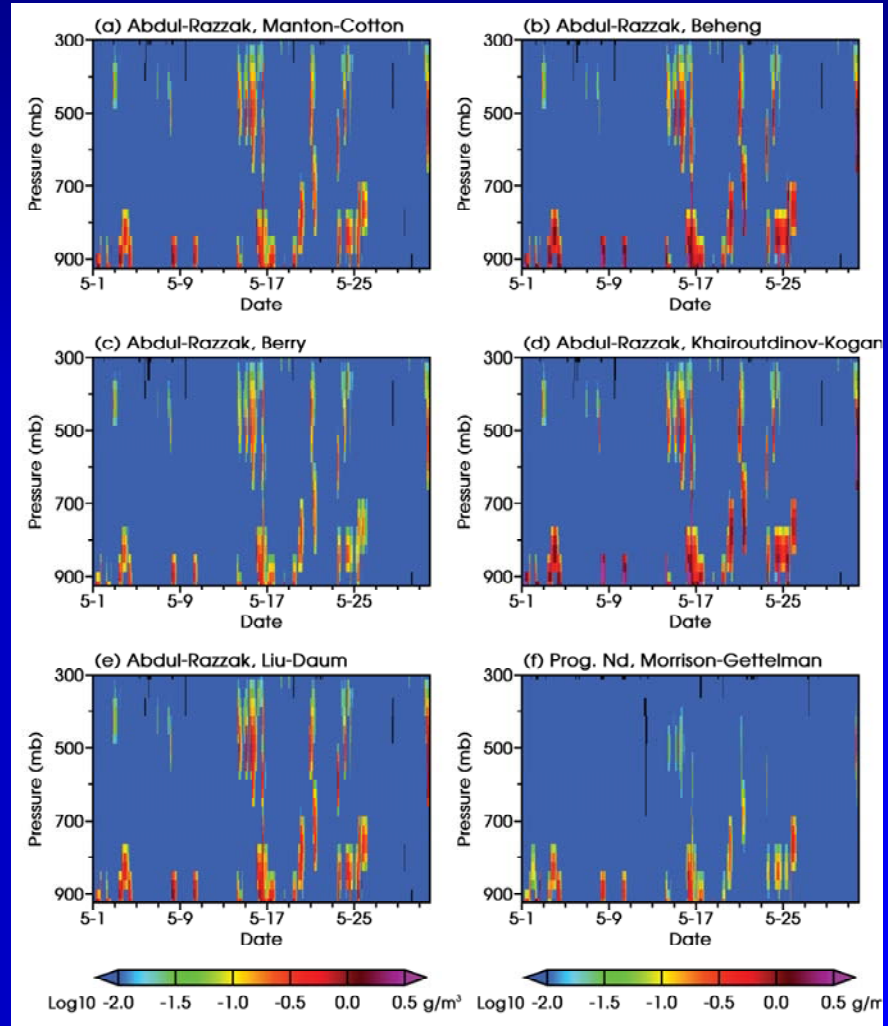 (a) Abdul-Razzak, Manton-Cotton
300
500
700
900
Pressure (mb)
5-1 5-9 5-17 5-25
Date
(b) Abdul-Razzak, Beheng
300
500
700
900
Pressure (mb)
5-1 5-9 5-17 5-25
Date
(c) Abdul-Razzak, Berry
300
500
700
900
Pressure (mb)
5-1 5-9 5-17 5-25
Date
(d) Abdul-Razzak, Khairoutdinov-Kogan
300
500
700
900
Pressure (mb)
5-1 5-9 5-17 5-25
Date
(e) Abdul-Razzak, Liu-Daum
300
500
700
900
Pressure (mb)
5-1 5-9 5-17 5-25
Date
(f) Prog. Nd, Morrison-Gettelman
300
500
700
900
Pressure (mb)
5-1 5-9 5-17 5-25
Date
Log10 -2.0 -1.5 -1.0 -0.5 0.0 0.5 g/m³
Log10 -2.0 -1.5 -1.0 -0.5 0.0 0.5 g/m